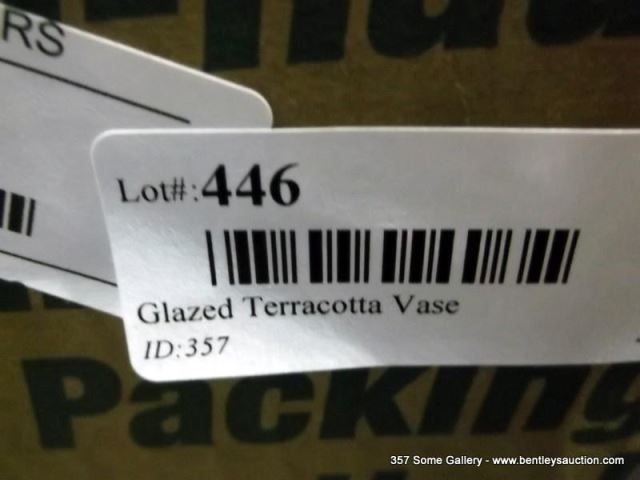 RS
Lot#:446
Glazed Terracotta Vase
ID:357
Packing
357 Some Gallery - www.bentleysauction.com